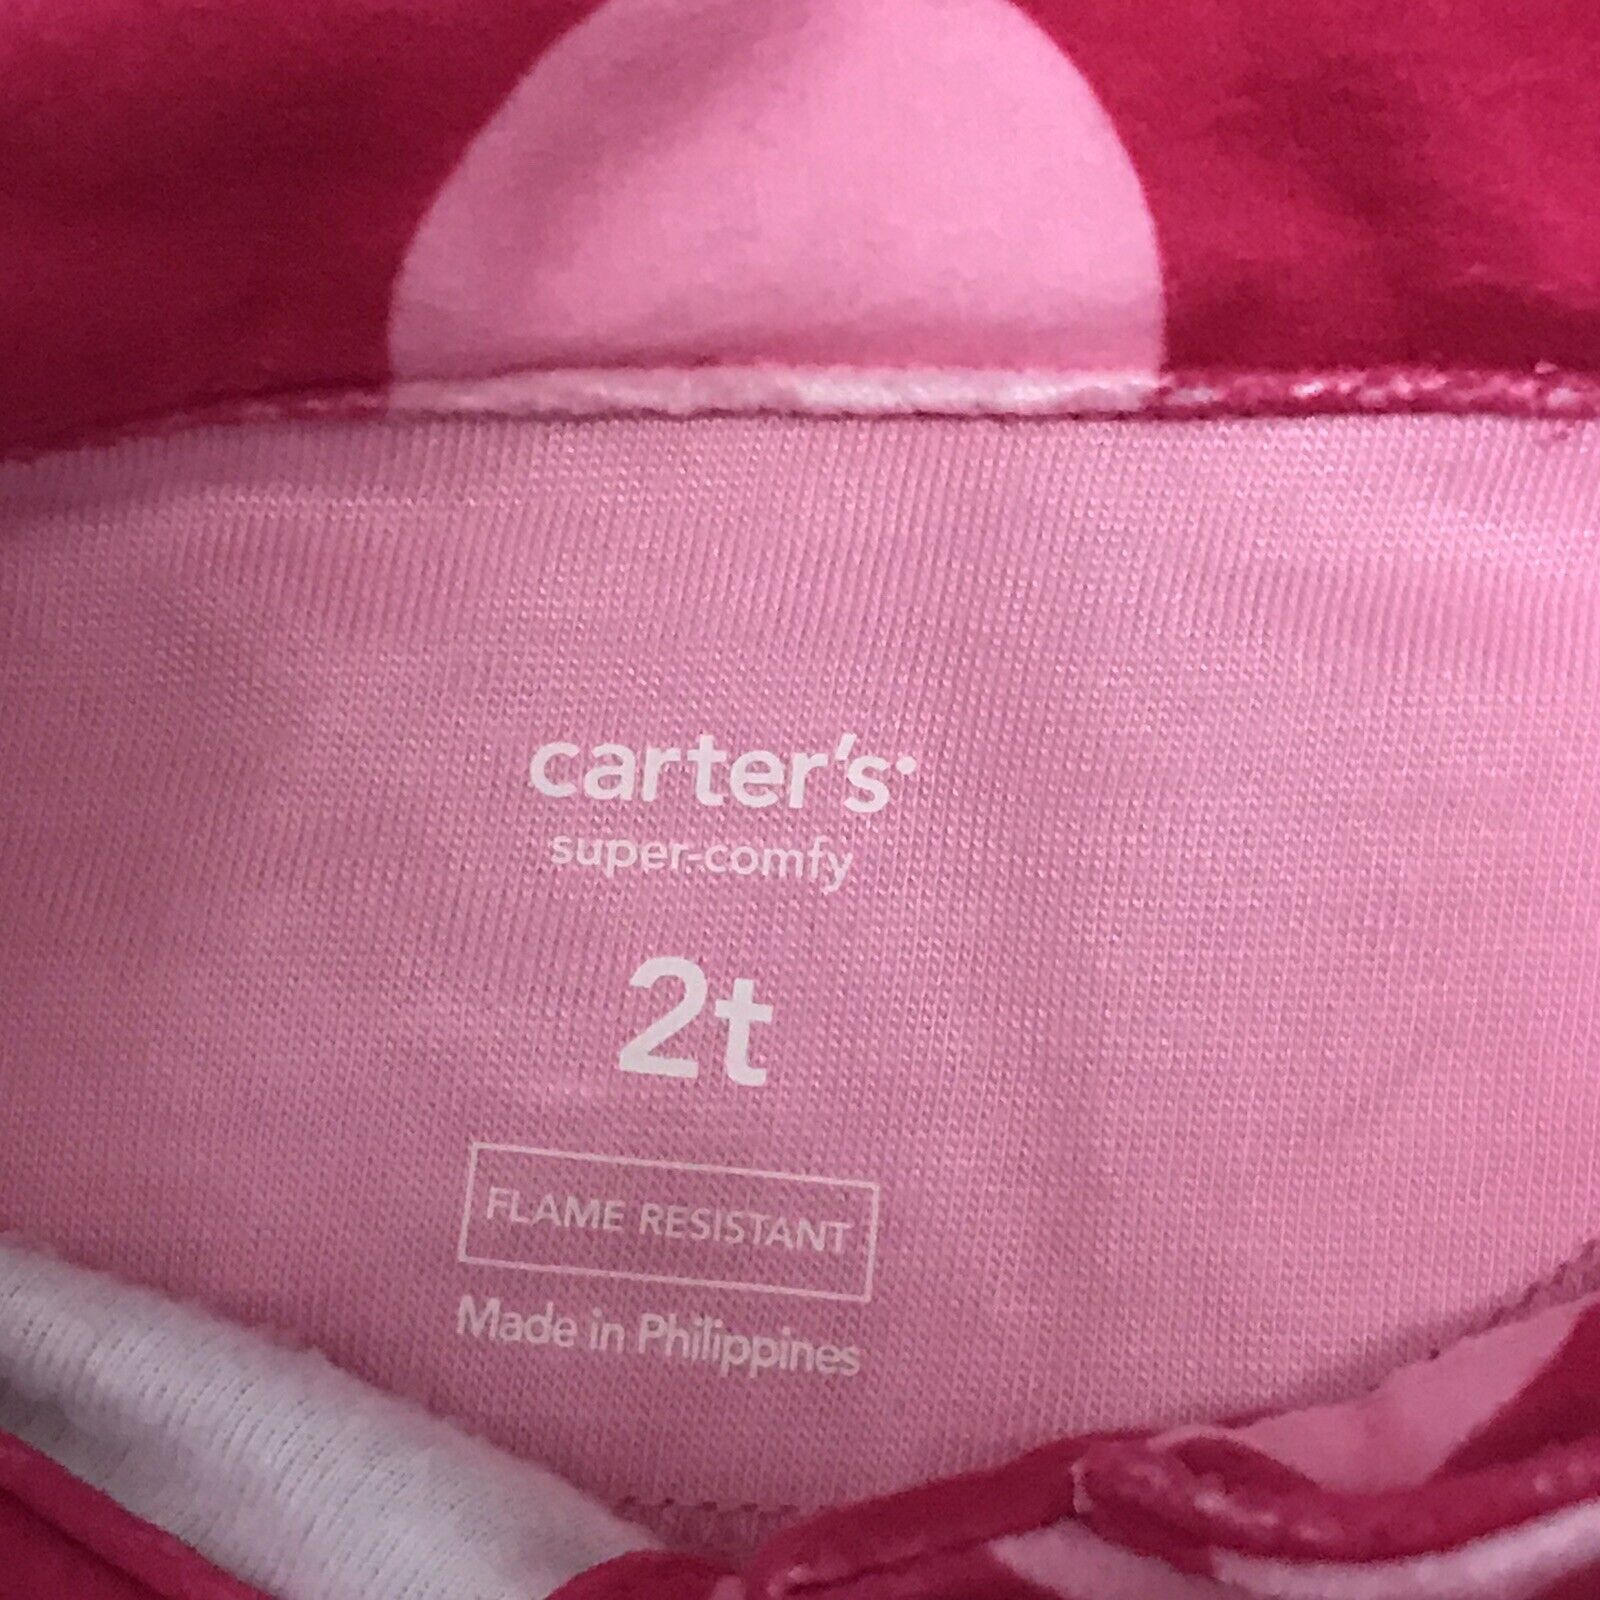 carter's
super-comfy
2t
FLAME RESISTANT
Made in Philippines